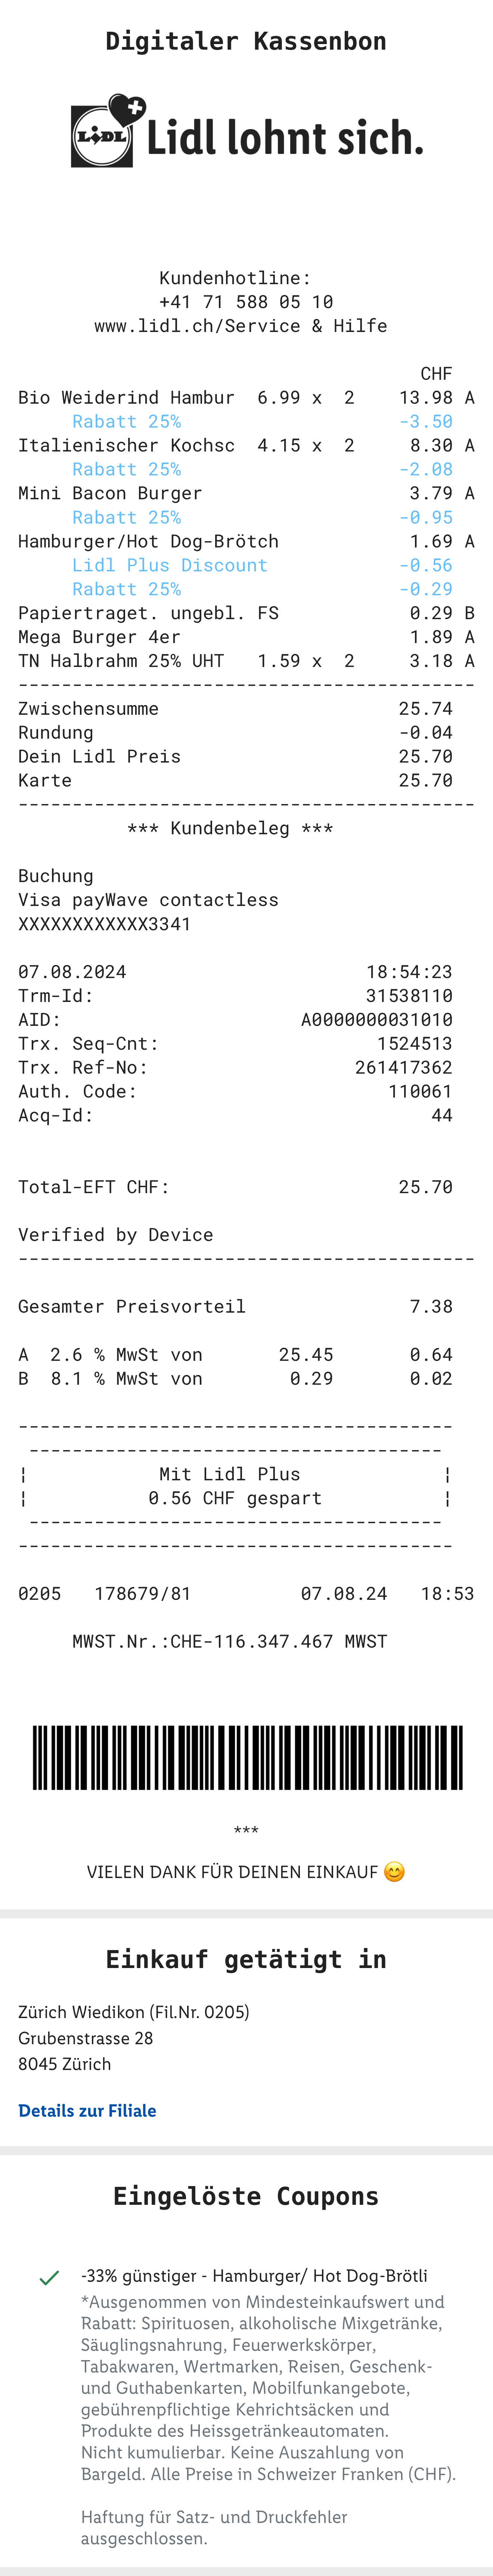 Digitaler Kassenbon
LIDL Lidl lohnt sich.
Kundenhotline:
+41 71 588 05 10
www.lidl.ch/Service & Hilfe
CHF
Bio Weiderind Hambur 6.99 x 2 13.98 A
Rabatt 25% -3.50
Italienischer Kochsc 4.15 x 2 8.30 A
Rabatt 25% -2.08
Mini Bacon Burger 3.79 A
Rabatt 25% -0.95
Hamburger/Hot Dog-Brötch 1.69 A
Lidl Plus Discount -0.56
Rabatt 25% -0.29
Papiertraget. ungebl. FS 0.29 B
Mega Burger 4er 1.89 A
TN Halbrahm 25% UHT 1.59 x 2 3.18 A
------------------------------------------
Zwischensumme 25.74
Rundung -0.04
Dein Lidl Preis 25.70
Karte 25.70
------------------------------------------
*** Kundenbeleg ***
Buchung
Visa payWave contactless
XXXXXXXXXXXX3341
07.08.2024 18:54:23
Trm-Id: 31538110
AID: A0000000031010
Trx. Seq-Cnt: 1524513
Trx. Ref-No: 261417362
Auth. Code: 110061
Acq-Id: 44
Total-EFT CHF: 25.70
Verified by Device
------------------------------------------
Gesamter Preisvorteil 7.38
A 2.6 % MwSt von 25.45 0.64
B 8.1 % MwSt von 0.29 0.02
----------------------------------------
--------------------------------------
¦ Mit Lidl Plus ¦
¦ 0.56 CHF gespart ¦
--------------------------------------
----------------------------------------
0205 178679/81 07.08.24 18:53
MWST.Nr.:CHE-116.347.467 MWST
***
VIELEN DANK FÜR DEINEN EINKAUF 😊
Einkauf getätigt in
Zürich Wiedikon (Fil.Nr. 0205)
Grubenstrasse 28
8045 Zürich
Details zur Filiale
Eingelöste Coupons
-33% günstiger - Hamburger/ Hot Dog-Brötli
*Ausgenommen von Mindesteinkaufswert und
Rabatt: Spirituosen, alkoholische Mixgetränke,
Säuglingsnahrung, Feuerwerkskörper,
Tabakwaren, Wertmarken, Reisen, Geschenk-
und Guthabenkarten, Mobilfunkangebote,
gebührenpflichtige Kehrichtsäcken und
Produkte des Heissgetränkeautomaten.
Nicht kumulierbar. Keine Auszahlung von
Bargeld. Alle Preise in Schweizer Franken (CHF).
Haftung für Satz- und Druckfehler
ausgeschlossen.